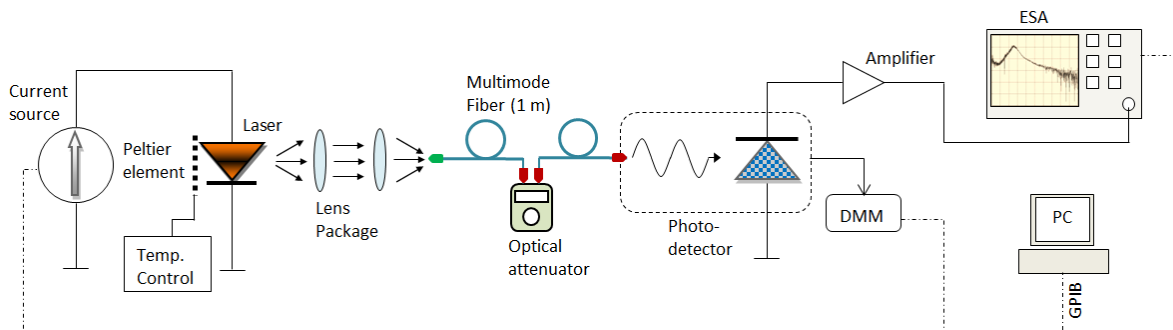 Current
source
Peltier
element
Temp.
Control
Laser
Lens
Package
Multimode
Fiber (1 m)
Optical
attenuator
Photo-
detector
DMM
Amplifier
ESA
PC
GPIB